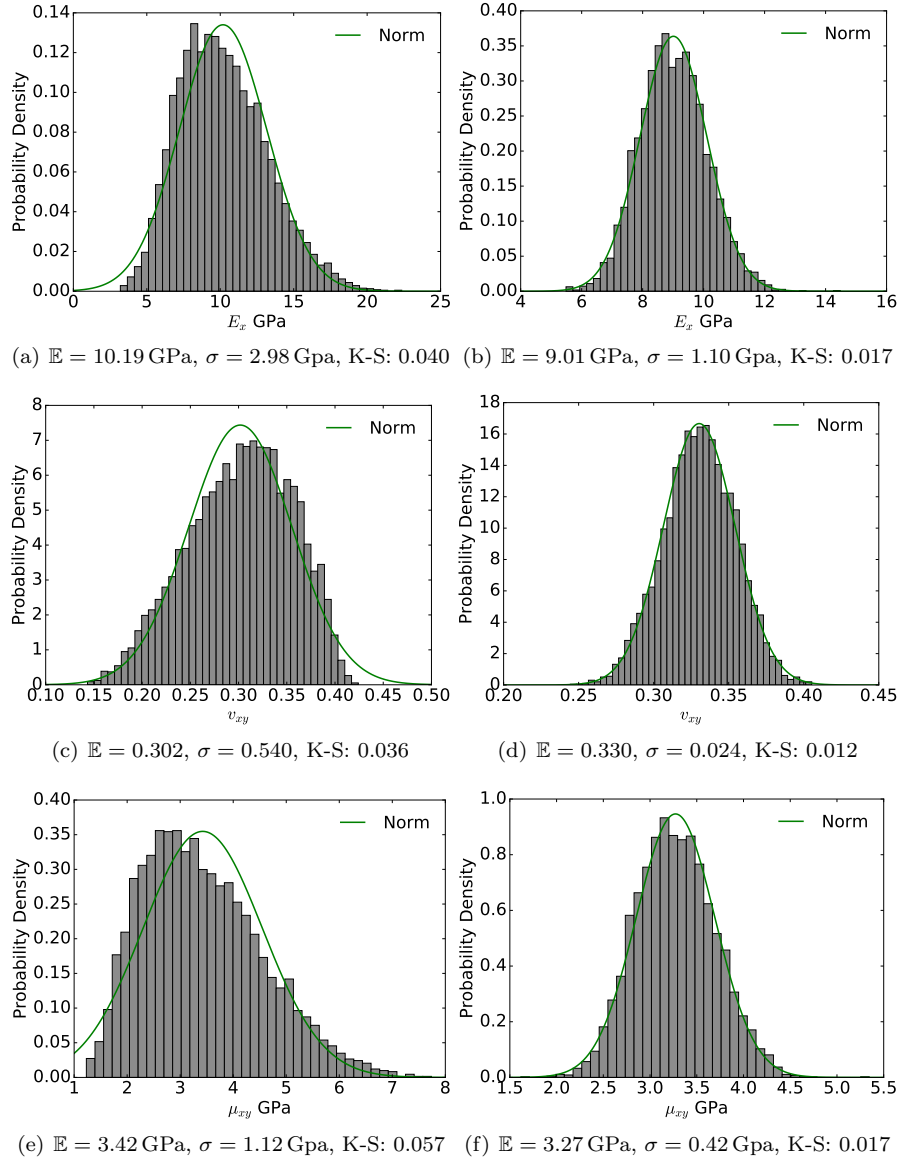 0.14
0.12
0.10
0.08
0.06
0.04
0.02
0.00
Probability Density
Norm
0 5 10 15 20 25
E_x GPa
0.40
0.35
0.30
0.25
0.20
0.15
0.10
0.05
0.00
Probability Density
Norm
4 6 8 10 12 14 16
E_x GPa
(a) 𝔼 = 10.19 GPa, σ = 2.98 Gpa, K-S: 0.040
(b) 𝔼 = 9.01 GPa, σ = 1.10 Gpa, K-S: 0.017
8
7
6
5
4
3
2
1
0
Probability Density
Norm
0.10 0.15 0.20 0.25 0.30 0.35 0.40 0.45 0.50
v_{xy}
18
16
14
12
10
8
6
4
2
0
Probability Density
Norm
0.20 0.25 0.30 0.35 0.40 0.45
v_{xy}
(c) 𝔼 = 0.302, σ = 0.540, K-S: 0.036
(d) 𝔼 = 0.330, σ = 0.024, K-S: 0.012
0.40
0.35
0.30
0.25
0.20
0.15
0.10
0.05
0.00
Probability Density
Norm
1 2 3 4 5 6 7 8
μ_{xy} GPa
1.0
0.8
0.6
0.4
0.2
0.0
Probability Density
Norm
1.5 2.0 2.5 3.0 3.5 4.0 4.5 5.0 5.5
μ_{xy} GPa
(e) 𝔼 = 3.42 GPa, σ = 1.12 Gpa, K-S: 0.057
(f) 𝔼 = 3.27 GPa, σ = 0.42 Gpa, K-S: 0.017